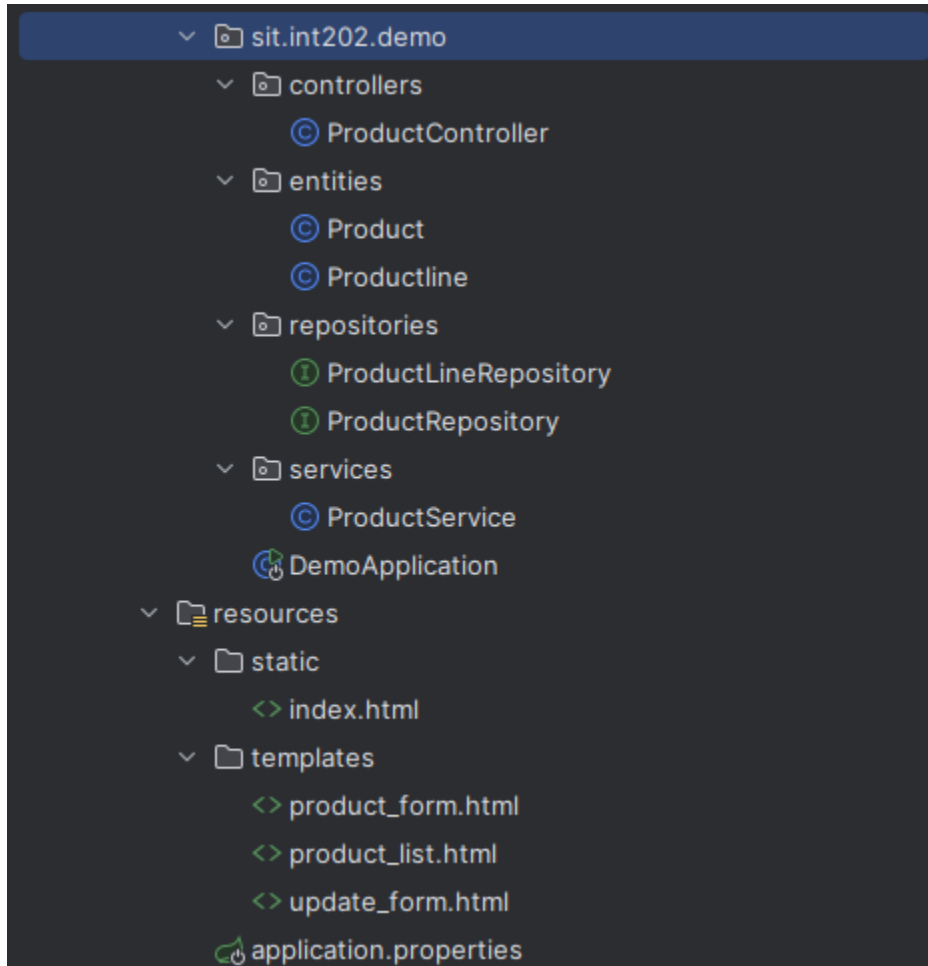 sit.int202.demo
controllers
ProductController
entities
Product
Productline
repositories
ProductLineRepository
ProductRepository
services
ProductService
DemoApplication
resources
static
index.html
templates
product_form.html
product_list.html
update_form.html
application.properties